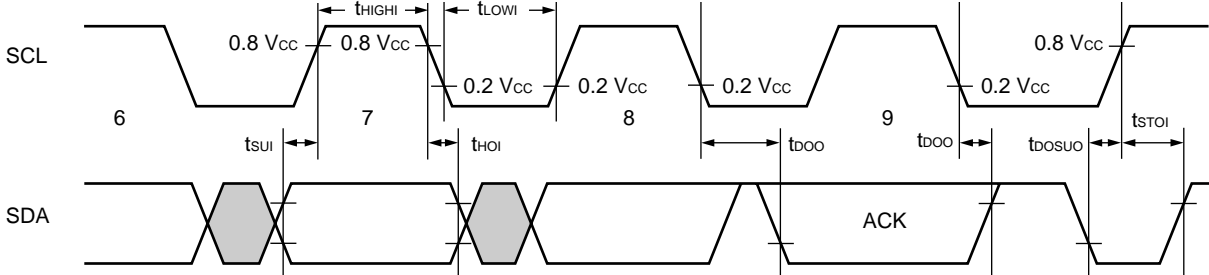 tHIGHI tLOWI
SCL 0.8 VCC 0.8 VCC 0.2 VCC 0.2 VCC 0.2 VCC 0.2 VCC 0.8 VCC
6 7 8 9
tSUI tHOI tDOO tDOO tDOSUO tSTOI
SDA ACK